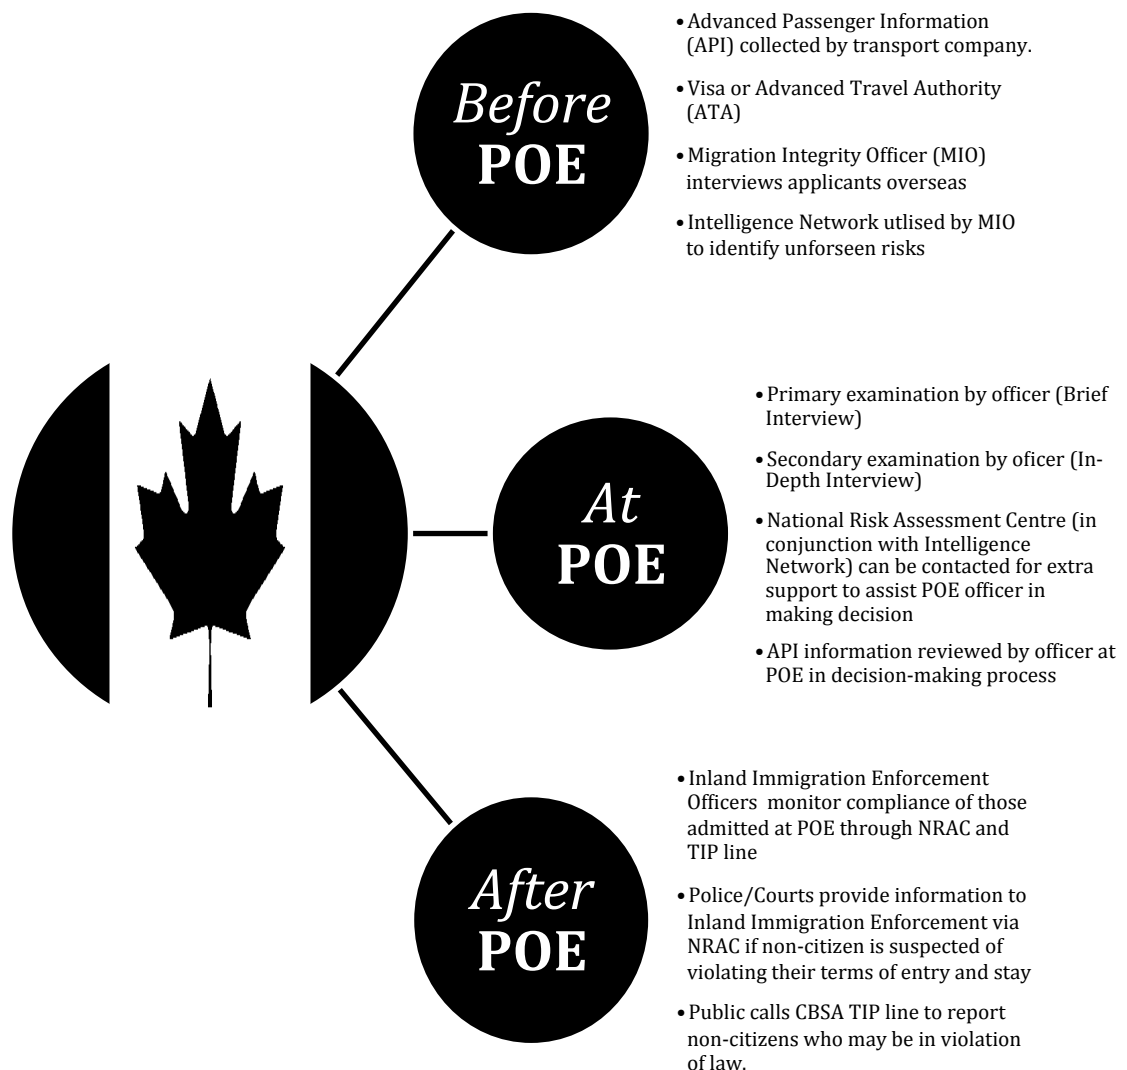 Before
POE
• Advanced Passenger Information
(API) collected by transport company.
• Visa or Advanced Travel Authority
(ATA)
• Migration Integrity Officer (MIO)
interviews applicants overseas
• Intelligence Network utlised by MIO
to identify unforseen risks
At
POE
• Primary examination by officer (Brief
Interview)
• Secondary examination by oficer (In-
Depth Interview)
• National Risk Assessment Centre (in
conjunction with Intelligence
Network) can be contacted for extra
support to assist POE officer in
making decision
• API information reviewed by officer at
POE in decision-making process
After
POE
• Inland Immigration Enforcement
Officers monitor compliance of those
admitted at POE through NRAC and
TIP line
• Police/Courts provide information to
Inland Immigration Enforcement via
NRAC if non-citizen is suspected of
violating their terms of entry and stay
• Public calls CBSA TIP line to report
non-citizens who may be in violation
of law.